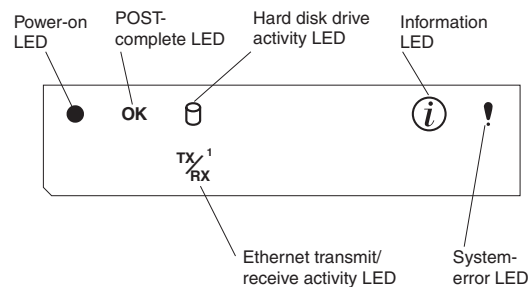 Power-on
LED
POST-
complete LED
Hard disk drive
activity LED
Information
LED
OK
i
!
TX/RX 1
Ethernet transmit/
receive activity LED
System-
error LED